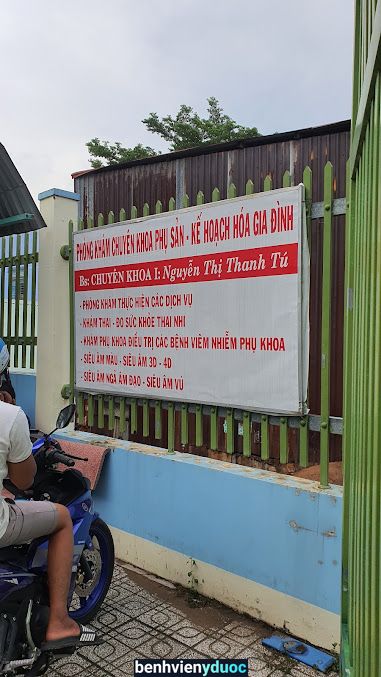 PHÒNG KHÁM CHUYÊN KHOA PHỤ SẢN - KẾ HOẠCH HÓA GIA ĐÌNH
Bs: CHUYÊN KHOA I: Nguyễn Thị Thanh Tú
- PHÒNG KHÁM THỰC HIỆN CÁC DỊCH VỤ
- KHÁM THAI - ĐO SỨC KHỎE THAI NHI
- KHÁM PHỤ KHOA ĐIỀU TRỊ CÁC BỆNH VIÊM NHIỄM PHỤ KHOA
- SIÊU ÂM MÀU - SIÊU ÂM 3D - 4D
- SIÊU ÂM NGÃ ÂM ĐẠO - SIÊU ÂM VÚ
benhvienyduoc